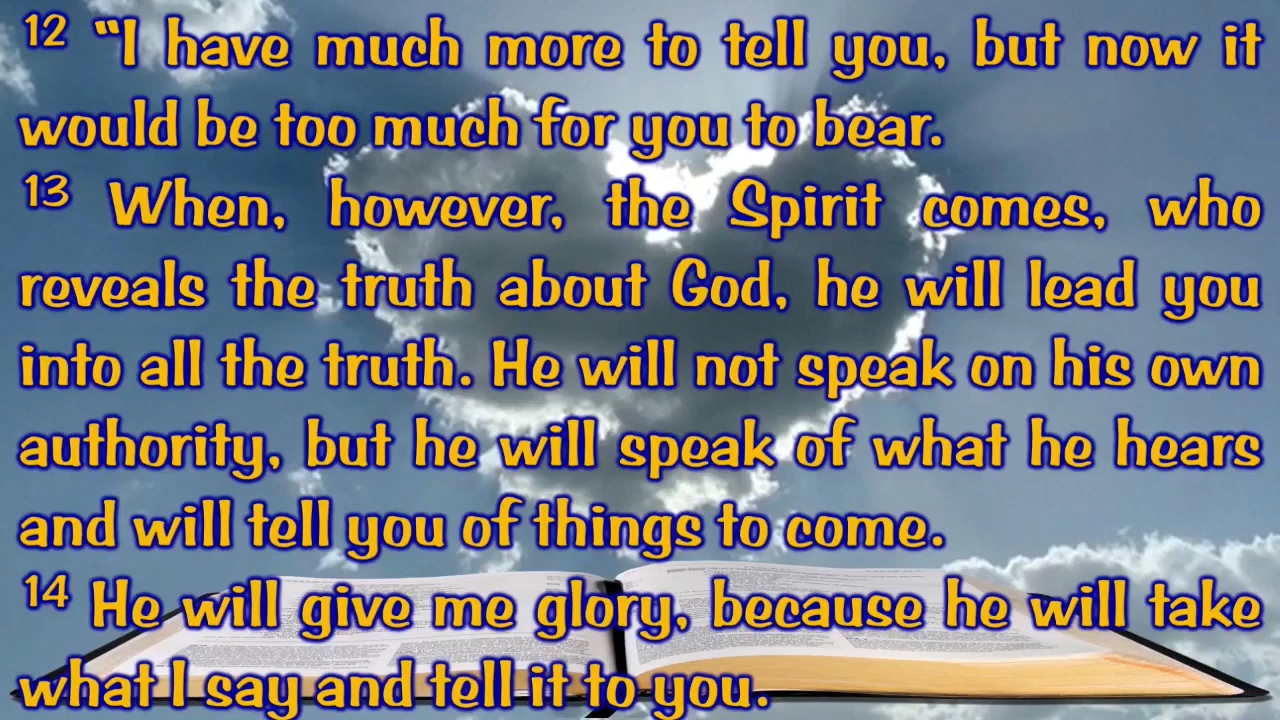 12 “I have much more to tell you, but now it
would be too much for you to bear.
13 When, however, the Spirit comes, who
reveals the truth about God, he will lead you
into all the truth. He will not speak on his own
authority, but he will speak of what he hears
and will tell you of things to come.
14 He will give me glory, because he will take
what I say and tell it to you.